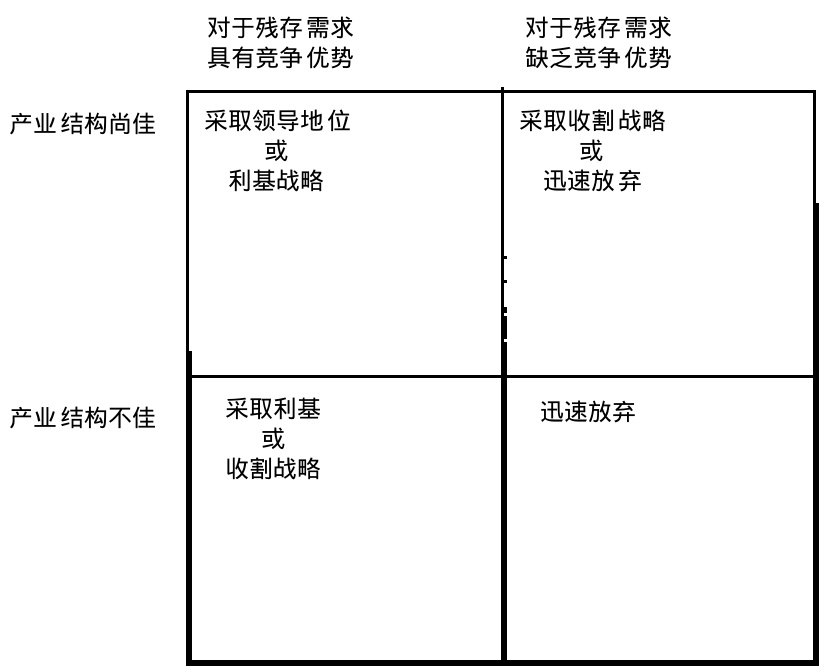 对于残存需求
具有竞争优势
对于残存需求
缺乏竞争优势
产业结构尚佳
采取领导地位
或
利基战略
采取收割战略
或
迅速放弃
产业结构不佳
采取利基
或
收割战略
迅速放弃